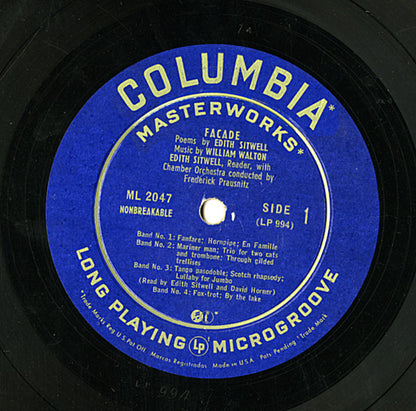 COLUMBIA*
MASTERWORKS*
FACADE
Poems by EDITH SITWELL
Music by WILLIAM WALTON
EDITH SITWELL, Reader, with
Chamber Orchestra conducted by
Frederick Prausnitz
ML 2047
NONBREAKABLE
SIDE 1
(LP 994)
Band No. 1: Fanfare; Hornpipe; En Famille
Band No. 2: Mariner man; Trio for two cats
and trombone; Through gilded
trellises
Band No. 3: Tango pasodoble; Scotch rhapsody;
Lullaby for Jumbo
(Read by Edith Sitwell and David Horner)
Band No. 4: Fox-trot; By the lake
LONG PLAYING Lp MICROGROOVE
*Trade Marks Reg. U.S. Pat. Off. Marcas Registradas Made in U.S.A. Pats. Pending *Trade Mark
LP 994